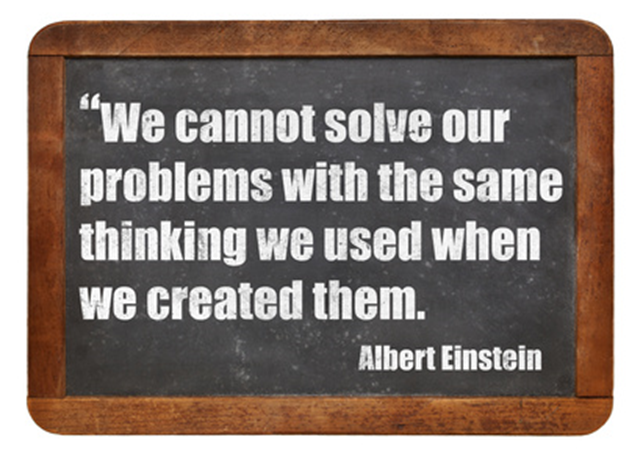 “We cannot solve our
problems with the same
thinking we used when
we created them.
Albert Einstein